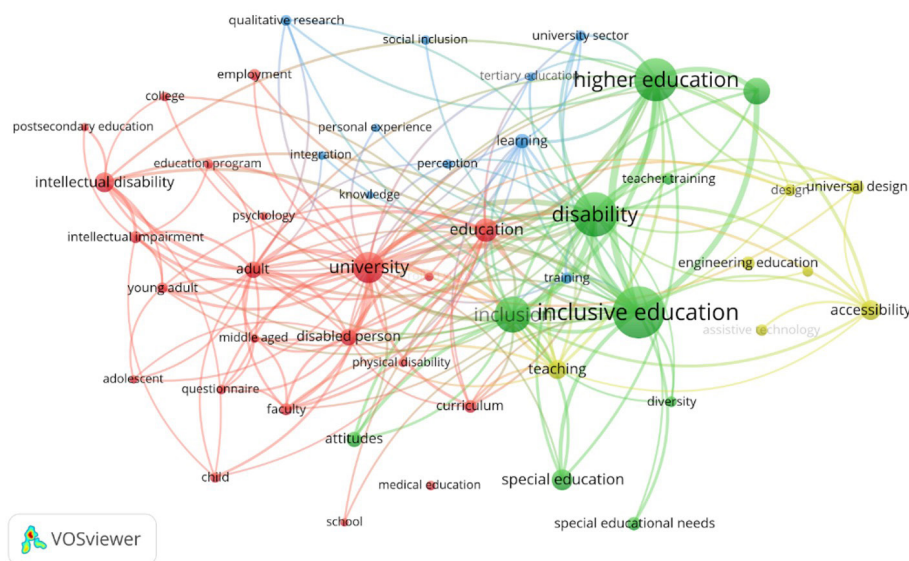 qualitative research
social inclusion
university sector
employment
tertiary education
higher education
college
postsecondary education
personal experience
learning
integration
education program
perception
intellectual disability
teacher training
design
universal design
knowledge
psychology
disability
education
intellectual impairment
university
adult
engineering education
training
young adult
inclusion
inclusive education
accessibility
assistive technology
middle aged
disabled person
physical disability
teaching
adolescent
questionnaire
faculty
curriculum
diversity
attitudes
child
medical education
special education
school
special educational needs
VOSviewer